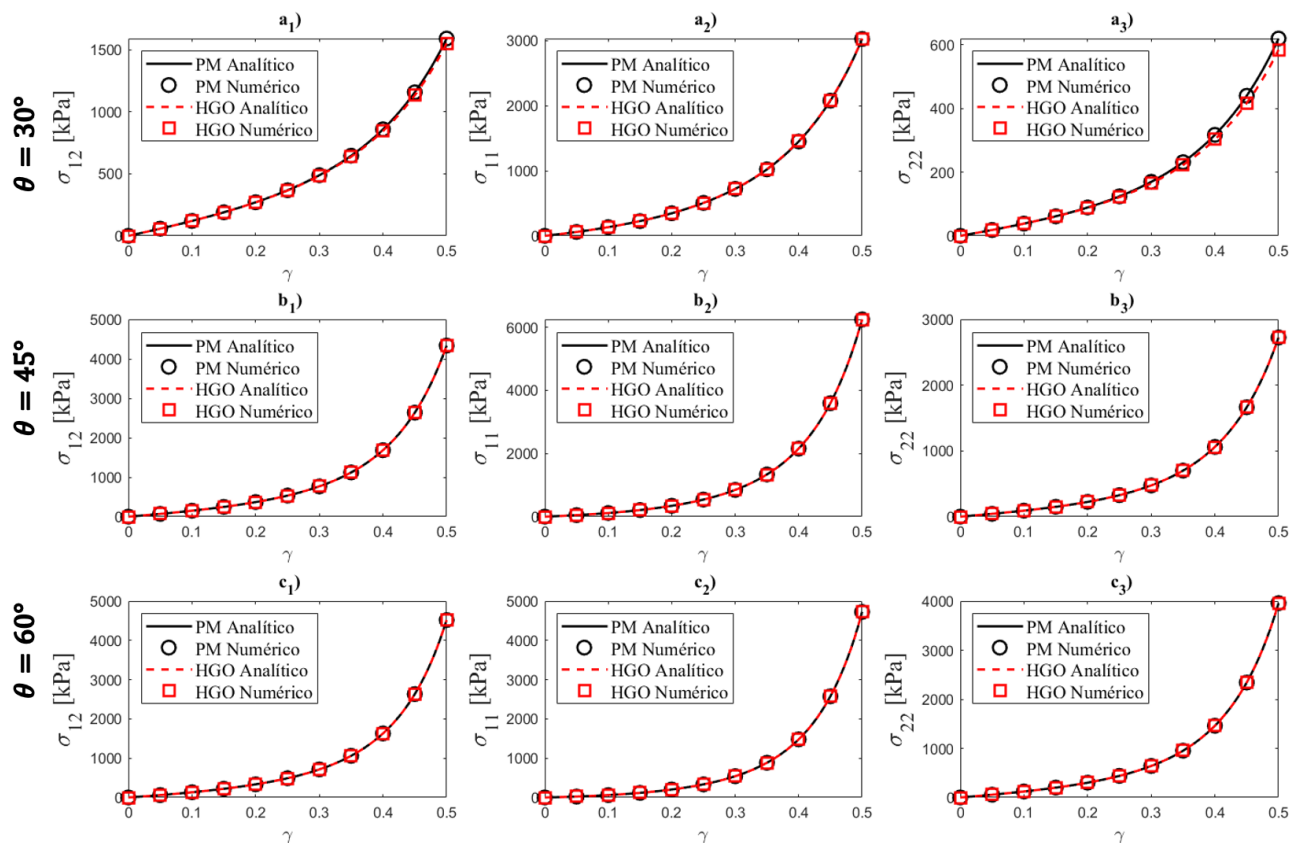 a1)
1500
1000
500
0
σ12 [kPa]
PM Analítico
PM Numérico
HGO Analítico
HGO Numérico
0 0.1 0.2 0.3 0.4 0.5
γ
a2)
3000
2000
1000
0
σ11 [kPa]
PM Analítico
PM Numérico
HGO Analítico
HGO Numérico
0 0.1 0.2 0.3 0.4 0.5
γ
a3)
600
400
200
0
σ22 [kPa]
PM Analítico
PM Numérico
HGO Analítico
HGO Numérico
0 0.1 0.2 0.3 0.4 0.5
γ
θ = 30°
b1)
5000
4000
3000
2000
1000
0
σ12 [kPa]
PM Analítico
PM Numérico
HGO Analítico
HGO Numérico
0 0.1 0.2 0.3 0.4 0.5
γ
b2)
6000
4000
2000
0
σ11 [kPa]
PM Analítico
PM Numérico
HGO Analítico
HGO Numérico
0 0.1 0.2 0.3 0.4 0.5
γ
b3)
3000
2000
1000
0
σ22 [kPa]
PM Analítico
PM Numérico
HGO Analítico
HGO Numérico
0 0.1 0.2 0.3 0.4 0.5
γ
θ = 45°
c1)
5000
4000
3000
2000
1000
0
σ12 [kPa]
PM Analítico
PM Numérico
HGO Analítico
HGO Numérico
0 0.1 0.2 0.3 0.4 0.5
γ
c2)
5000
4000
3000
2000
1000
0
σ11 [kPa]
PM Analítico
PM Numérico
HGO Analítico
HGO Numérico
0 0.1 0.2 0.3 0.4 0.5
γ
c3)
4000
3000
2000
1000
0
σ22 [kPa]
PM Analítico
PM Numérico
HGO Analítico
HGO Numérico
0 0.1 0.2 0.3 0.4 0.5
γ
θ = 60°